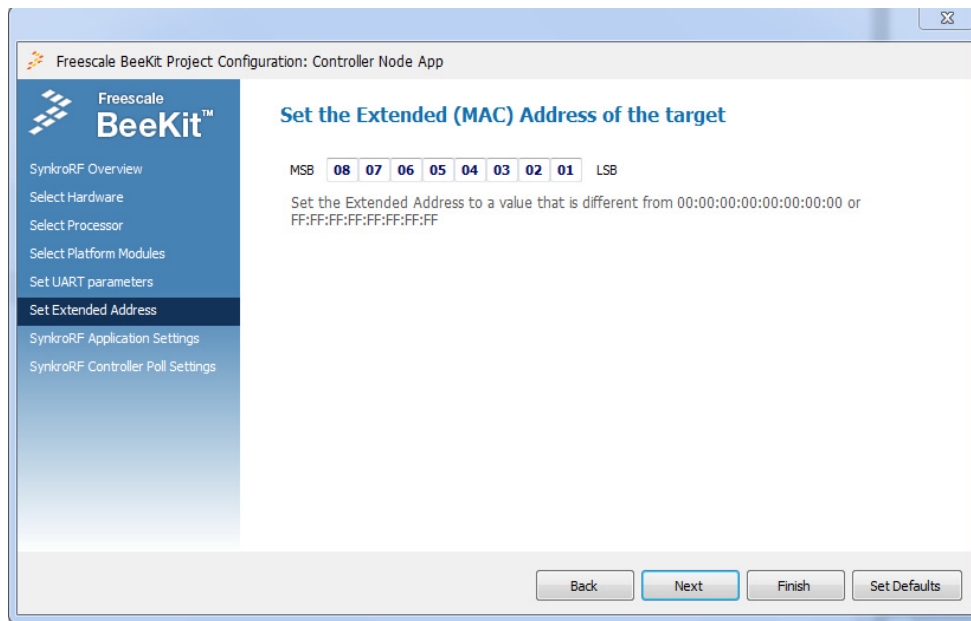 Freescale BeeKit Project Configuration: Controller Node App
Freescale
BeeKit™
SynkroRF Overview
Select Hardware
Select Processor
Select Platform Modules
Set UART parameters
Set Extended Address
SynkroRF Application Settings
SynkroRF Controller Poll Settings
Set the Extended (MAC) Address of the target
MSB 08 07 06 05 04 03 02 01 LSB
Set the Extended Address to a value that is different from 00:00:00:00:00:00:00:00 or
FF:FF:FF:FF:FF:FF:FF:FF
Back Next Finish Set Defaults